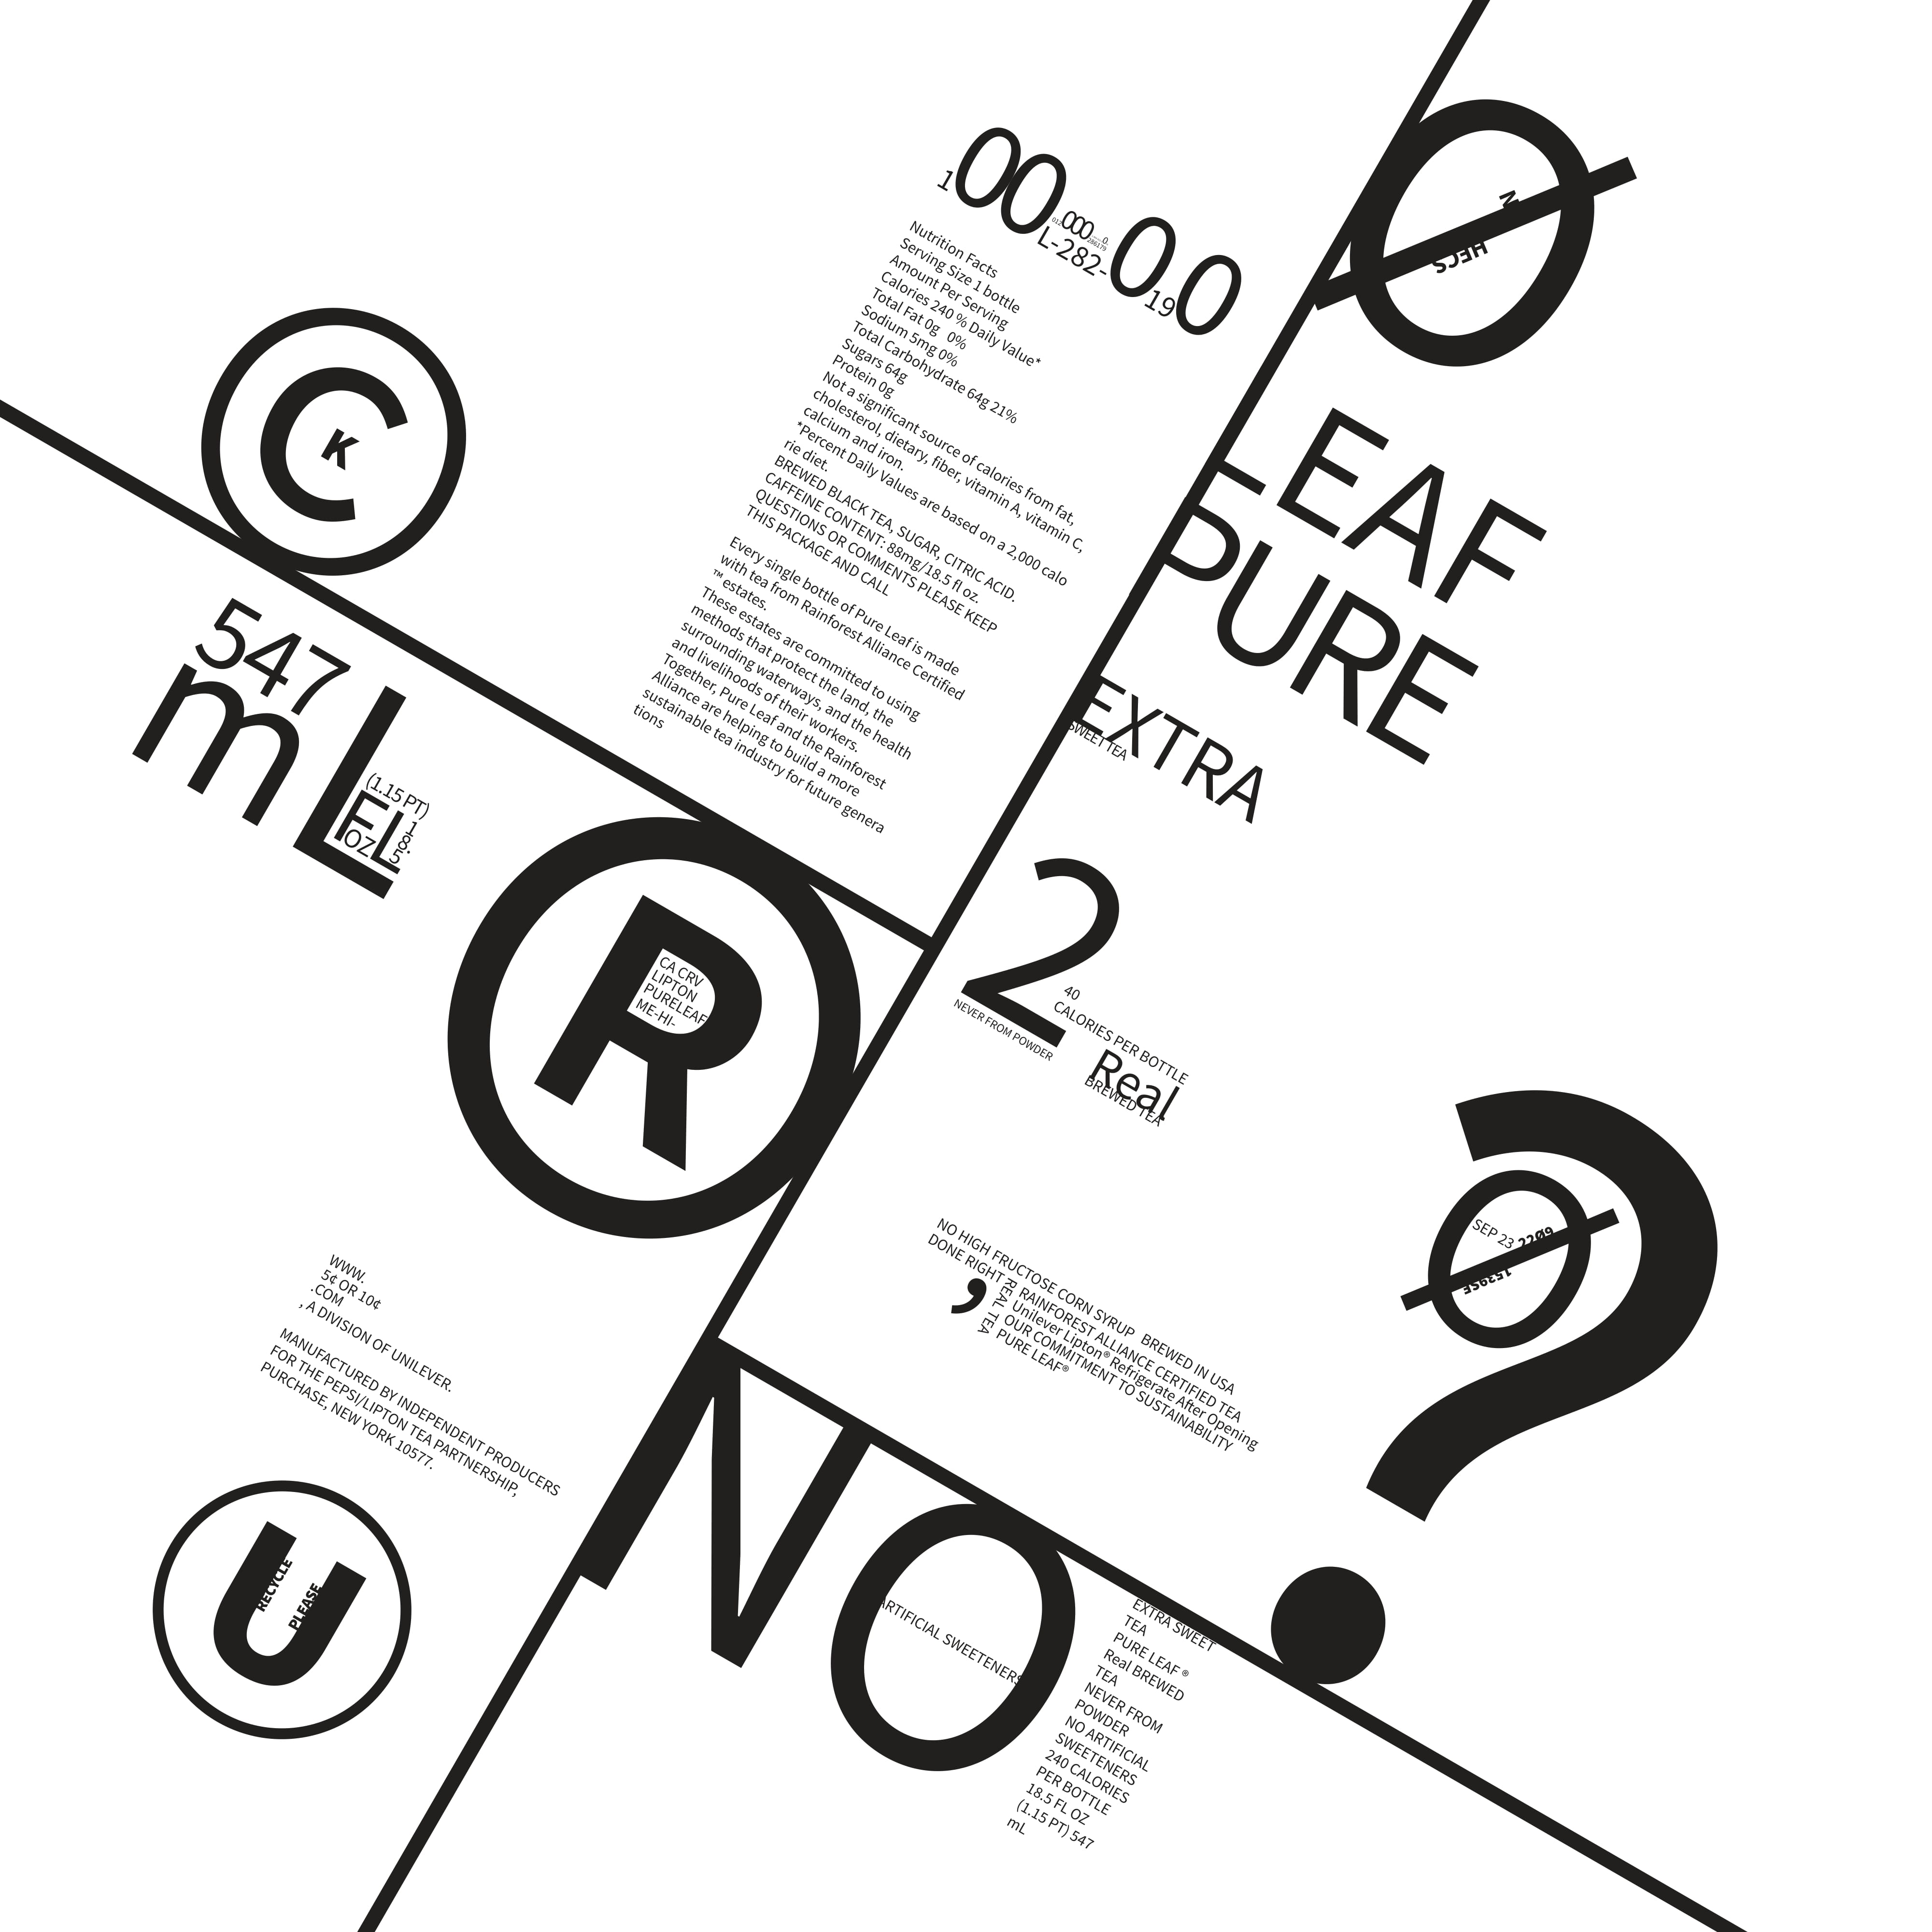 1
00
012
000
286179
0
L-282-
00
19
Nutrition Facts
Serving Size 1 bottle
Amount Per Serving
Calories 240 % Daily Value*
Total Fat 0g 0%
Sodium 5mg 0%
Total Carbohydrate 64g 21%
Sugars 64g
Protein 0g
Not a significant source of calories from fat,
cholesterol, dietary, fiber, vitamin A, vitamin C,
calcium and iron.
*Percent Daily Values are based on a 2,000 calo
rie diet.
BREWED BLACK TEA, SUGAR, CITRIC ACID.
CAFFEINE CONTENT: 88mg/18.5 fl oz.
QUESTIONS OR COMMENTS PLEASE KEEP
THIS PACKAGE AND CALL
Every single bottle of Pure Leaf is made
with tea from Rainforest Alliance Certified
™estates.
These estates are committed to using
methods that protect the land, the
surrounding waterways, and the health
and livelihoods of their workers.
Together, Pure Leaf and the Rainforest
Alliance are helping to build a more
sustainable tea industry for future genera
tions
Ø
LEAF
PURE
EXTRA
SWEET TEA
C
K
547
mL
(1.15 PT)
FL
18.5
OZ
R
CA CRV
LIPTON
PURELEAF
ME-HI-
2
40
CALORIES PER BOTTLE
NEVER FROM POWDER
Real
BREWED TEA
NO HIGH FRUCTOSE CORN SYRUP BREWED IN USA
DONE RIGHT RAINFOREST ALLIANCE CERTIFIED TEA
,
REAL TEA
Unilever Lipton® Refrigerate After Opening
OUR COMMITMENT TO SUSTAINABILITY
PURE LEAF®
?
Ø
SEP 23
WWW.
5¢ OR 10¢
.COM
, A DIVISION OF UNILEVER.
MANUFACTURED BY INDEPENDENT PRODUCERS
FOR THE PEPSI/LIPTON TEA PARTNERSHIP,
PURCHASE, NEW YORK 10577.
U
RECYCLE
PLEASE
NO
ARTIFICIAL SWEETENERS
EXTRA SWEET
TEA
PURE LEAF ®
Real BREWED
TEA
NEVER FROM
POWDER
NO ARTIFICIAL
SWEETENERS
240 CALORIES
PER BOTTLE
18.5 FL OZ
(1.15 PT) 547
mL